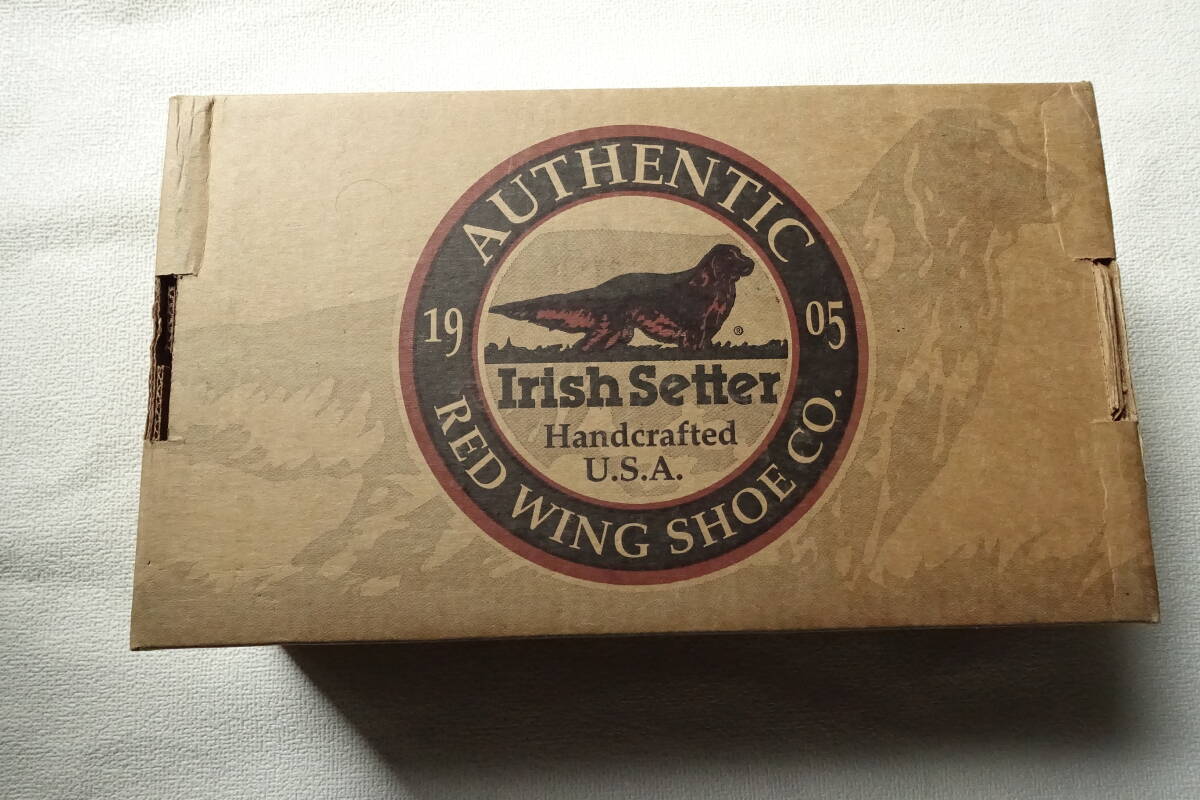 AUTHENTIC
19 05
®
Irish Setter
Handcrafted
U.S.A.
RED WING SHOE CO.